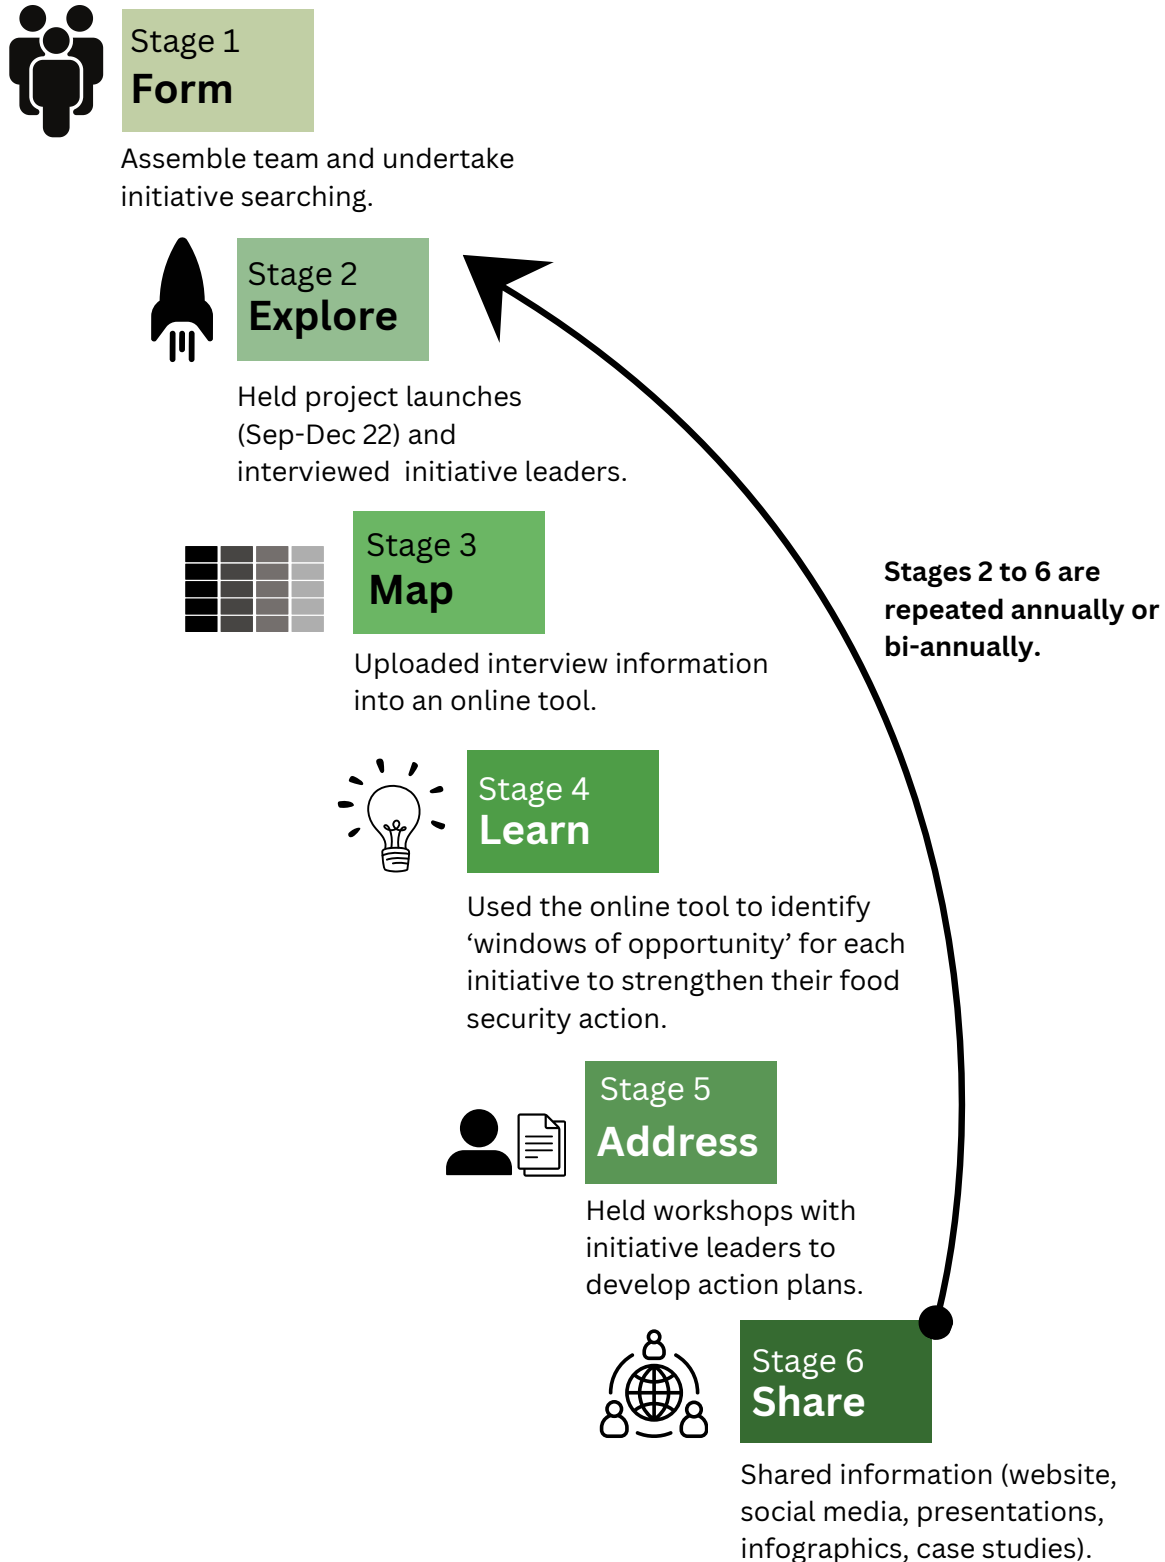 Stage 1
Form
Assemble team and undertake
initiative searching.
Stage 2
Explore
Held project launches
(Sep-Dec 22) and
interviewed  initiative leaders.
Stage 3
Map
Uploaded interview information
into an online tool.
Stages 2 to 6 are
repeated annually or
bi-annually.
Stage 4
Learn
Used the online tool to identify
‘windows of opportunity’ for each
initiative to strengthen their food
security action.
Stage 5
Address
Held workshops with
initiative leaders to
develop action plans.
Stage 6
Share
Shared information (website,
social media, presentations,
infographics, case studies).